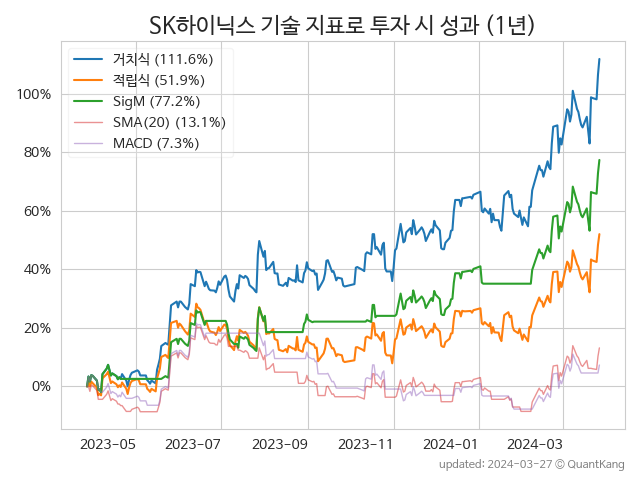 SK하이닉스 기술 지표로 투자 시 성과 (1년)
거치식 (111.6%)
적립식 (51.9%)
SigM (77.2%)
SMA(20) (13.1%)
MACD (7.3%)
100%
80%
60%
40%
20%
0%
2023-05 2023-07 2023-09 2023-11 2024-01 2024-03
updated: 2024-03-27 © QuantKang